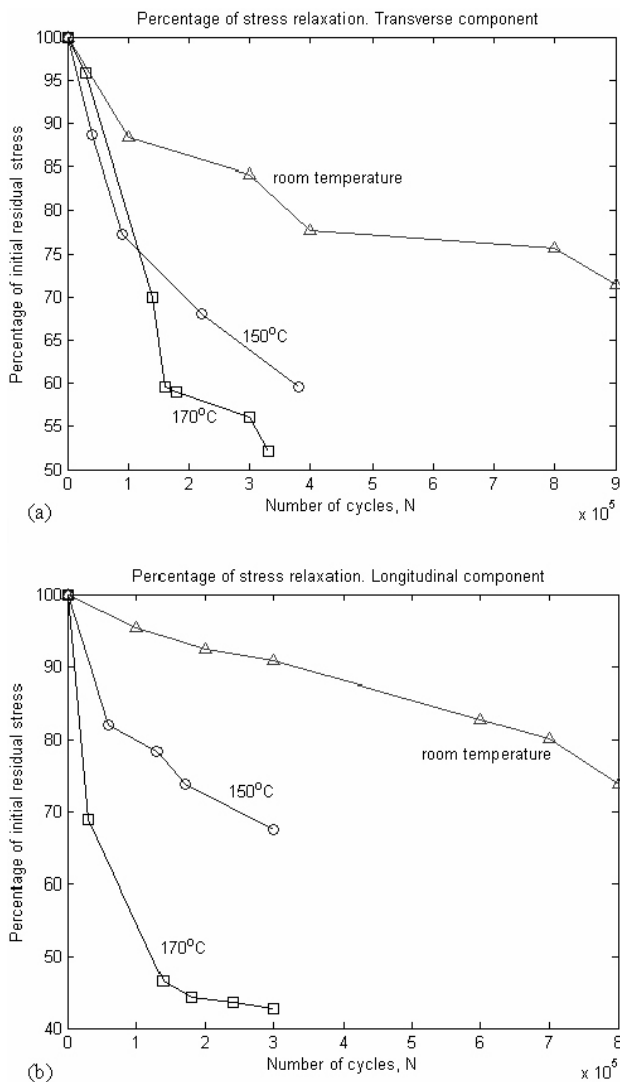 Percentage of stress relaxation. Transverse component
100
95
90
85
80
75
70
65
60
55
50
Percentage of initial residual stress
room temperature
150°C
170°C
0 1 2 3 4 5 6 7 8 9
Number of cycles, N
x 10^5
(a)
Percentage of stress relaxation. Longitudinal component
100
90
80
70
60
50
40
Percentage of initial residual stress
room temperature
150°C
170°C
0 1 2 3 4 5 6 7 8
Number of cycles, N
x 10^5
(b)